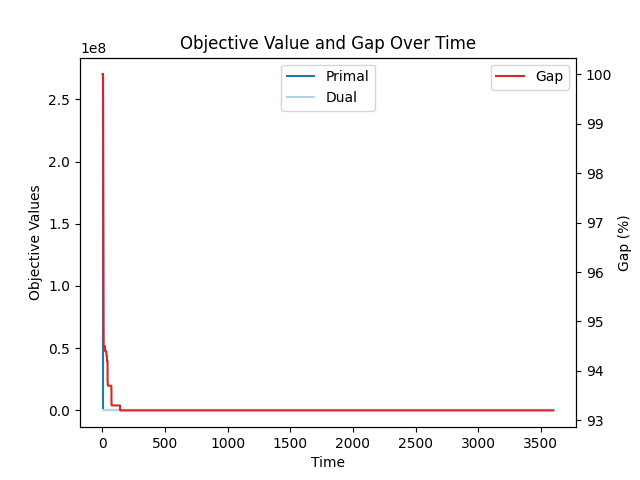 Objective Value and Gap Over Time
1e8
Primal
Dual
Gap
2.5
2.0
1.5
1.0
0.5
0.0
Objective Values
100
99
98
97
96
95
94
93
Gap (%)
0 500 1000 1500 2000 2500 3000 3500
Time